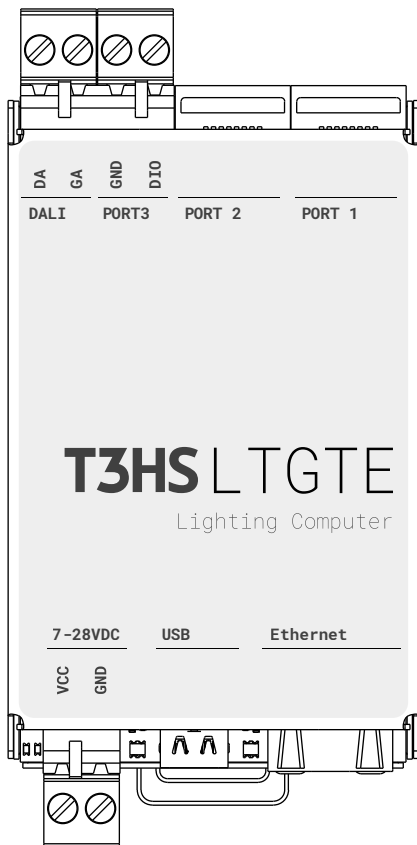 DA GA GND DIO
DALI PORT3 PORT 2 PORT 1
T3HS LTGTE
Lighting Computer
7-28VDC USB Ethernet
VCC GND